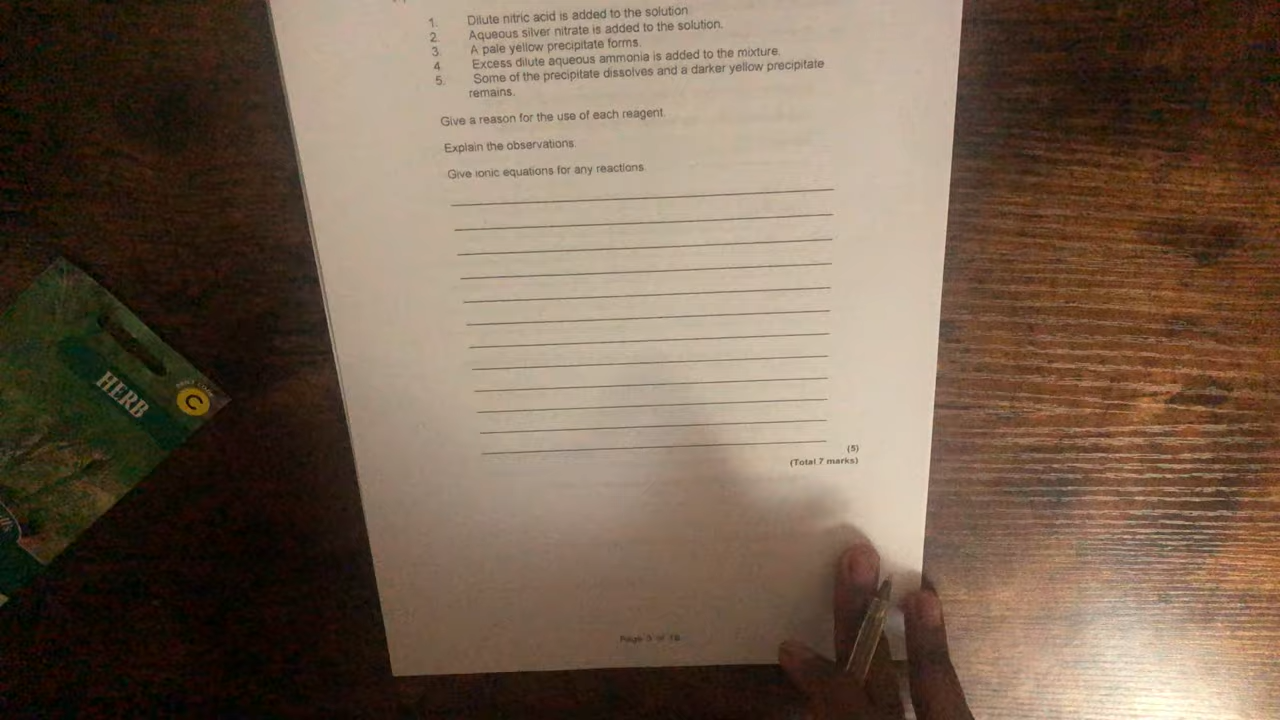 1. Dilute nitric acid is added to the solution
2. Aqueous silver nitrate is added to the solution.
3. A pale yellow precipitate forms.
4. Excess dilute aqueous ammonia is added to the mixture.
5. Some of the precipitate dissolves and a darker yellow precipitate
remains.
Give a reason for the use of each reagent.
Explain the observations.
Give ionic equations for any reactions.
(5)
(Total 7 marks)
HERB
C